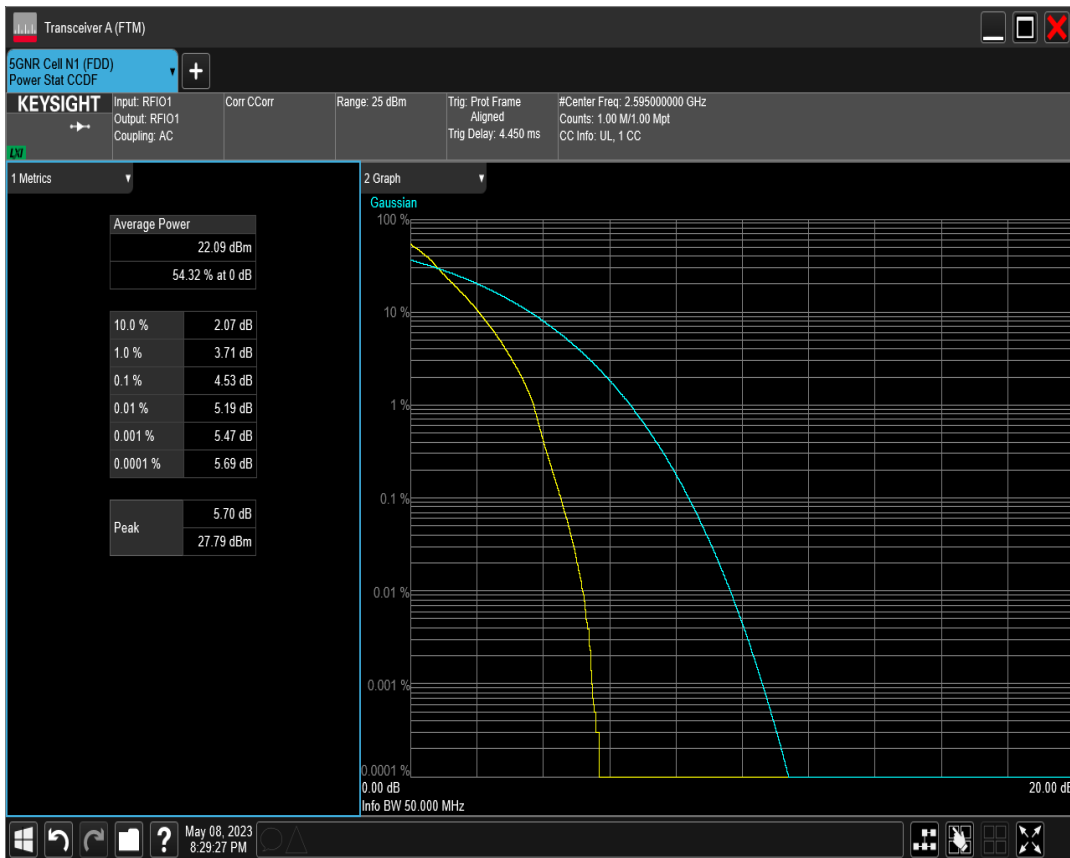 Transceiver A (FTM)
5GNR Cell N1 (FDD)
Power Stat CCDF
+
KEYSIGHT
LXI
Input: RFIO1
Output: RFIO1
Coupling: AC
Corr CCorr
Range: 25 dBm
Trig: Prot Frame
Aligned
Trig Delay: 4.450 ms
#Center Freq: 2.595000000 GHz
Counts: 1.00 M/1.00 Mpt
CC Info: UL, 1 CC
1 Metrics
Average Power
22.09 dBm
54.32 % at 0 dB
10.0 % 2.07 dB
1.0 % 3.71 dB
0.1 % 4.53 dB
0.01 % 5.19 dB
0.001 % 5.47 dB
0.0001 % 5.69 dB
Peak
5.70 dB
27.79 dBm
2 Graph
Gaussian
100 %
10 %
1 %
0.1 %
0.01 %
0.001 %
0.0001 %
0.00 dB 20.00 dB
Info BW 50.000 MHz
?
May 08, 2023
8:29:27 PM